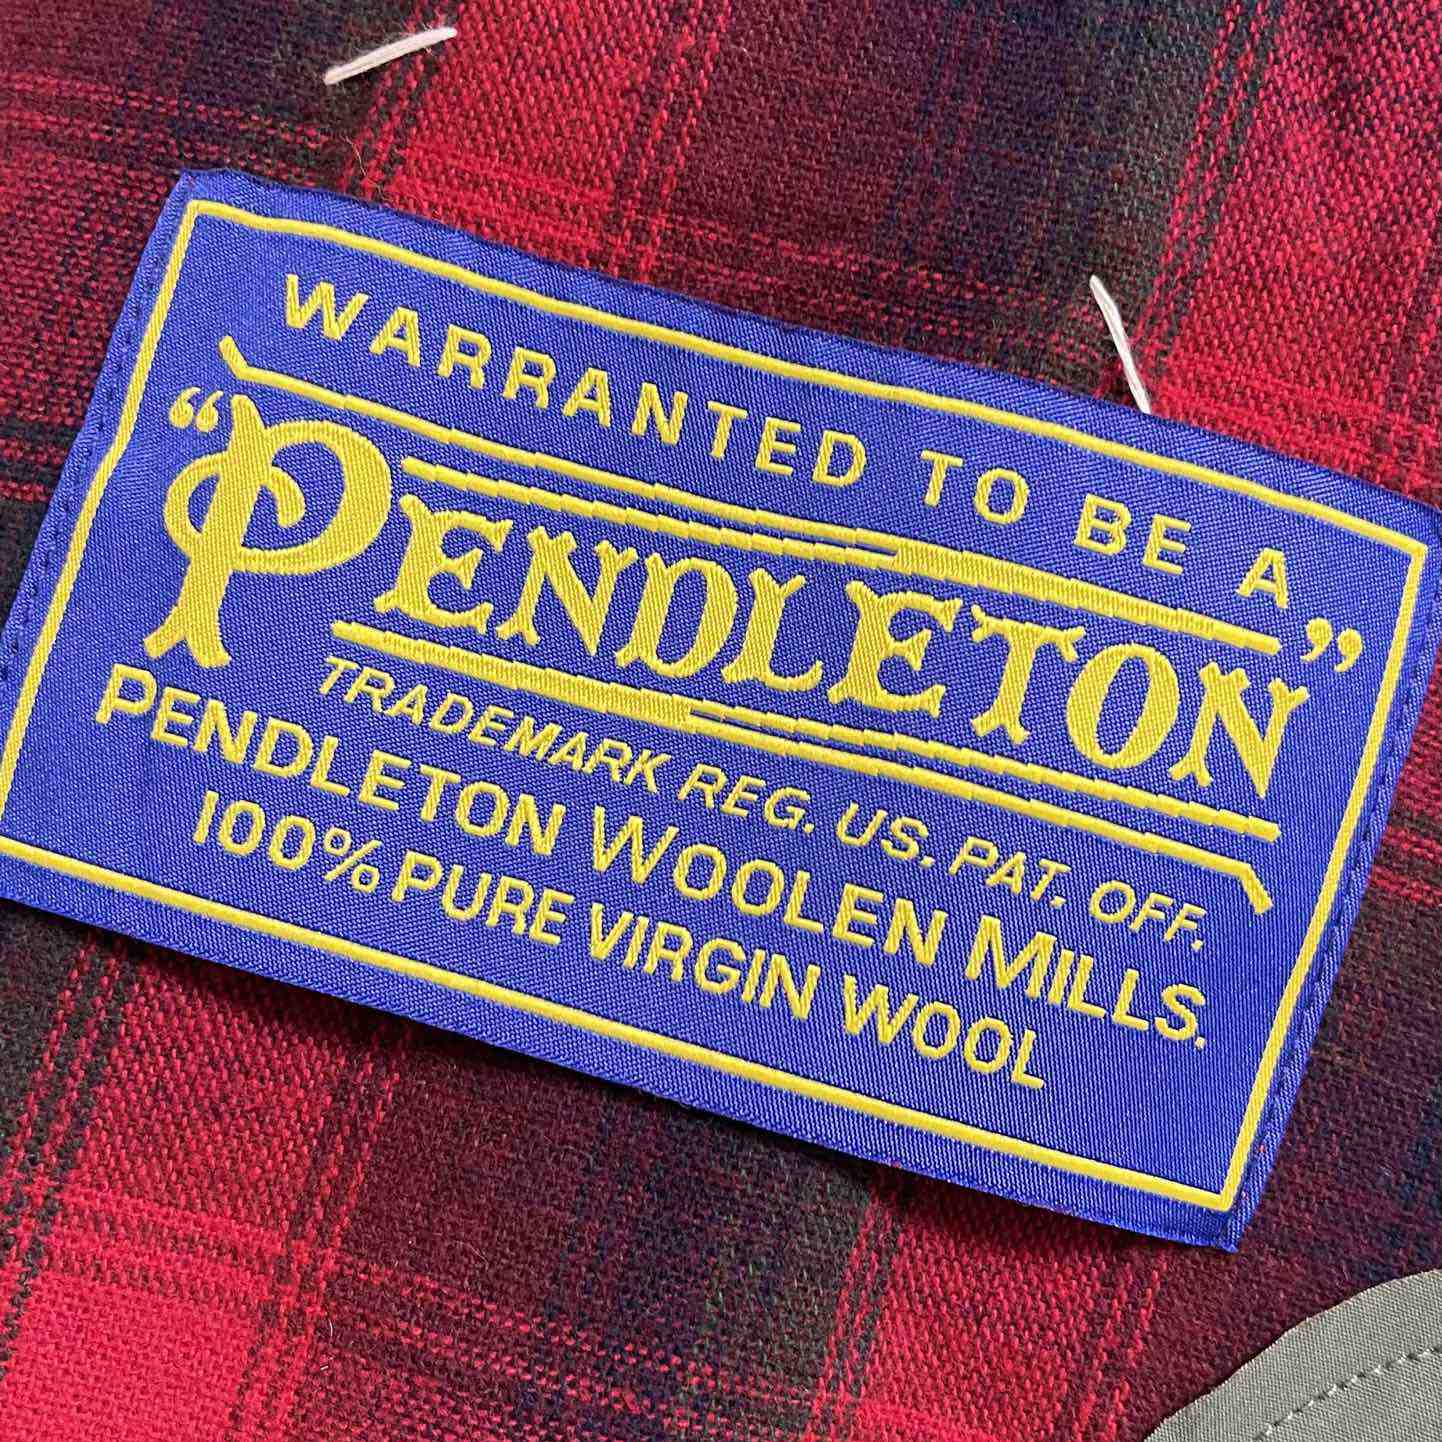 WARRANTED TO BE A
“PENDLETON”
TRADEMARK REG. US. PAT. OFF.
PENDLETON WOOLEN MILLS.
100% PURE VIRGIN WOOL